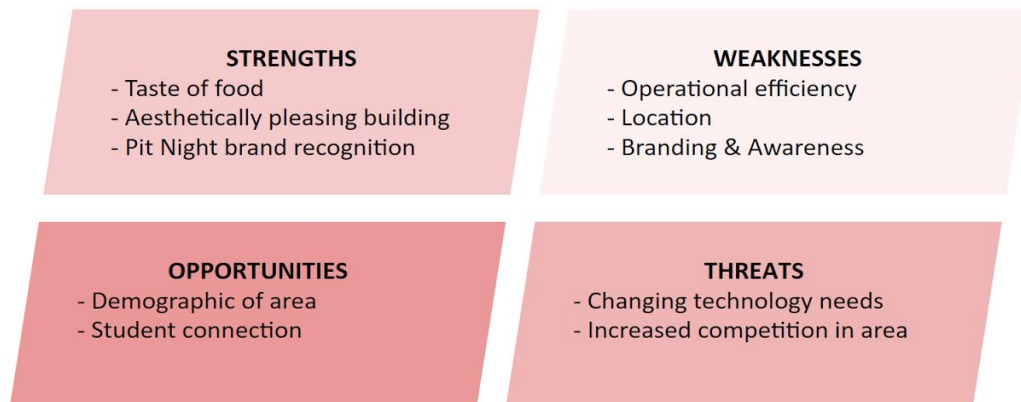 STRENGTHS
- Taste of food
- Aesthetically pleasing building
- Pit Night brand recognition
WEAKNESSES
- Operational efficiency
- Location
- Branding & Awareness
OPPORTUNITIES
- Demographic of area
- Student connection
THREATS
- Changing technology needs
- Increased competition in area